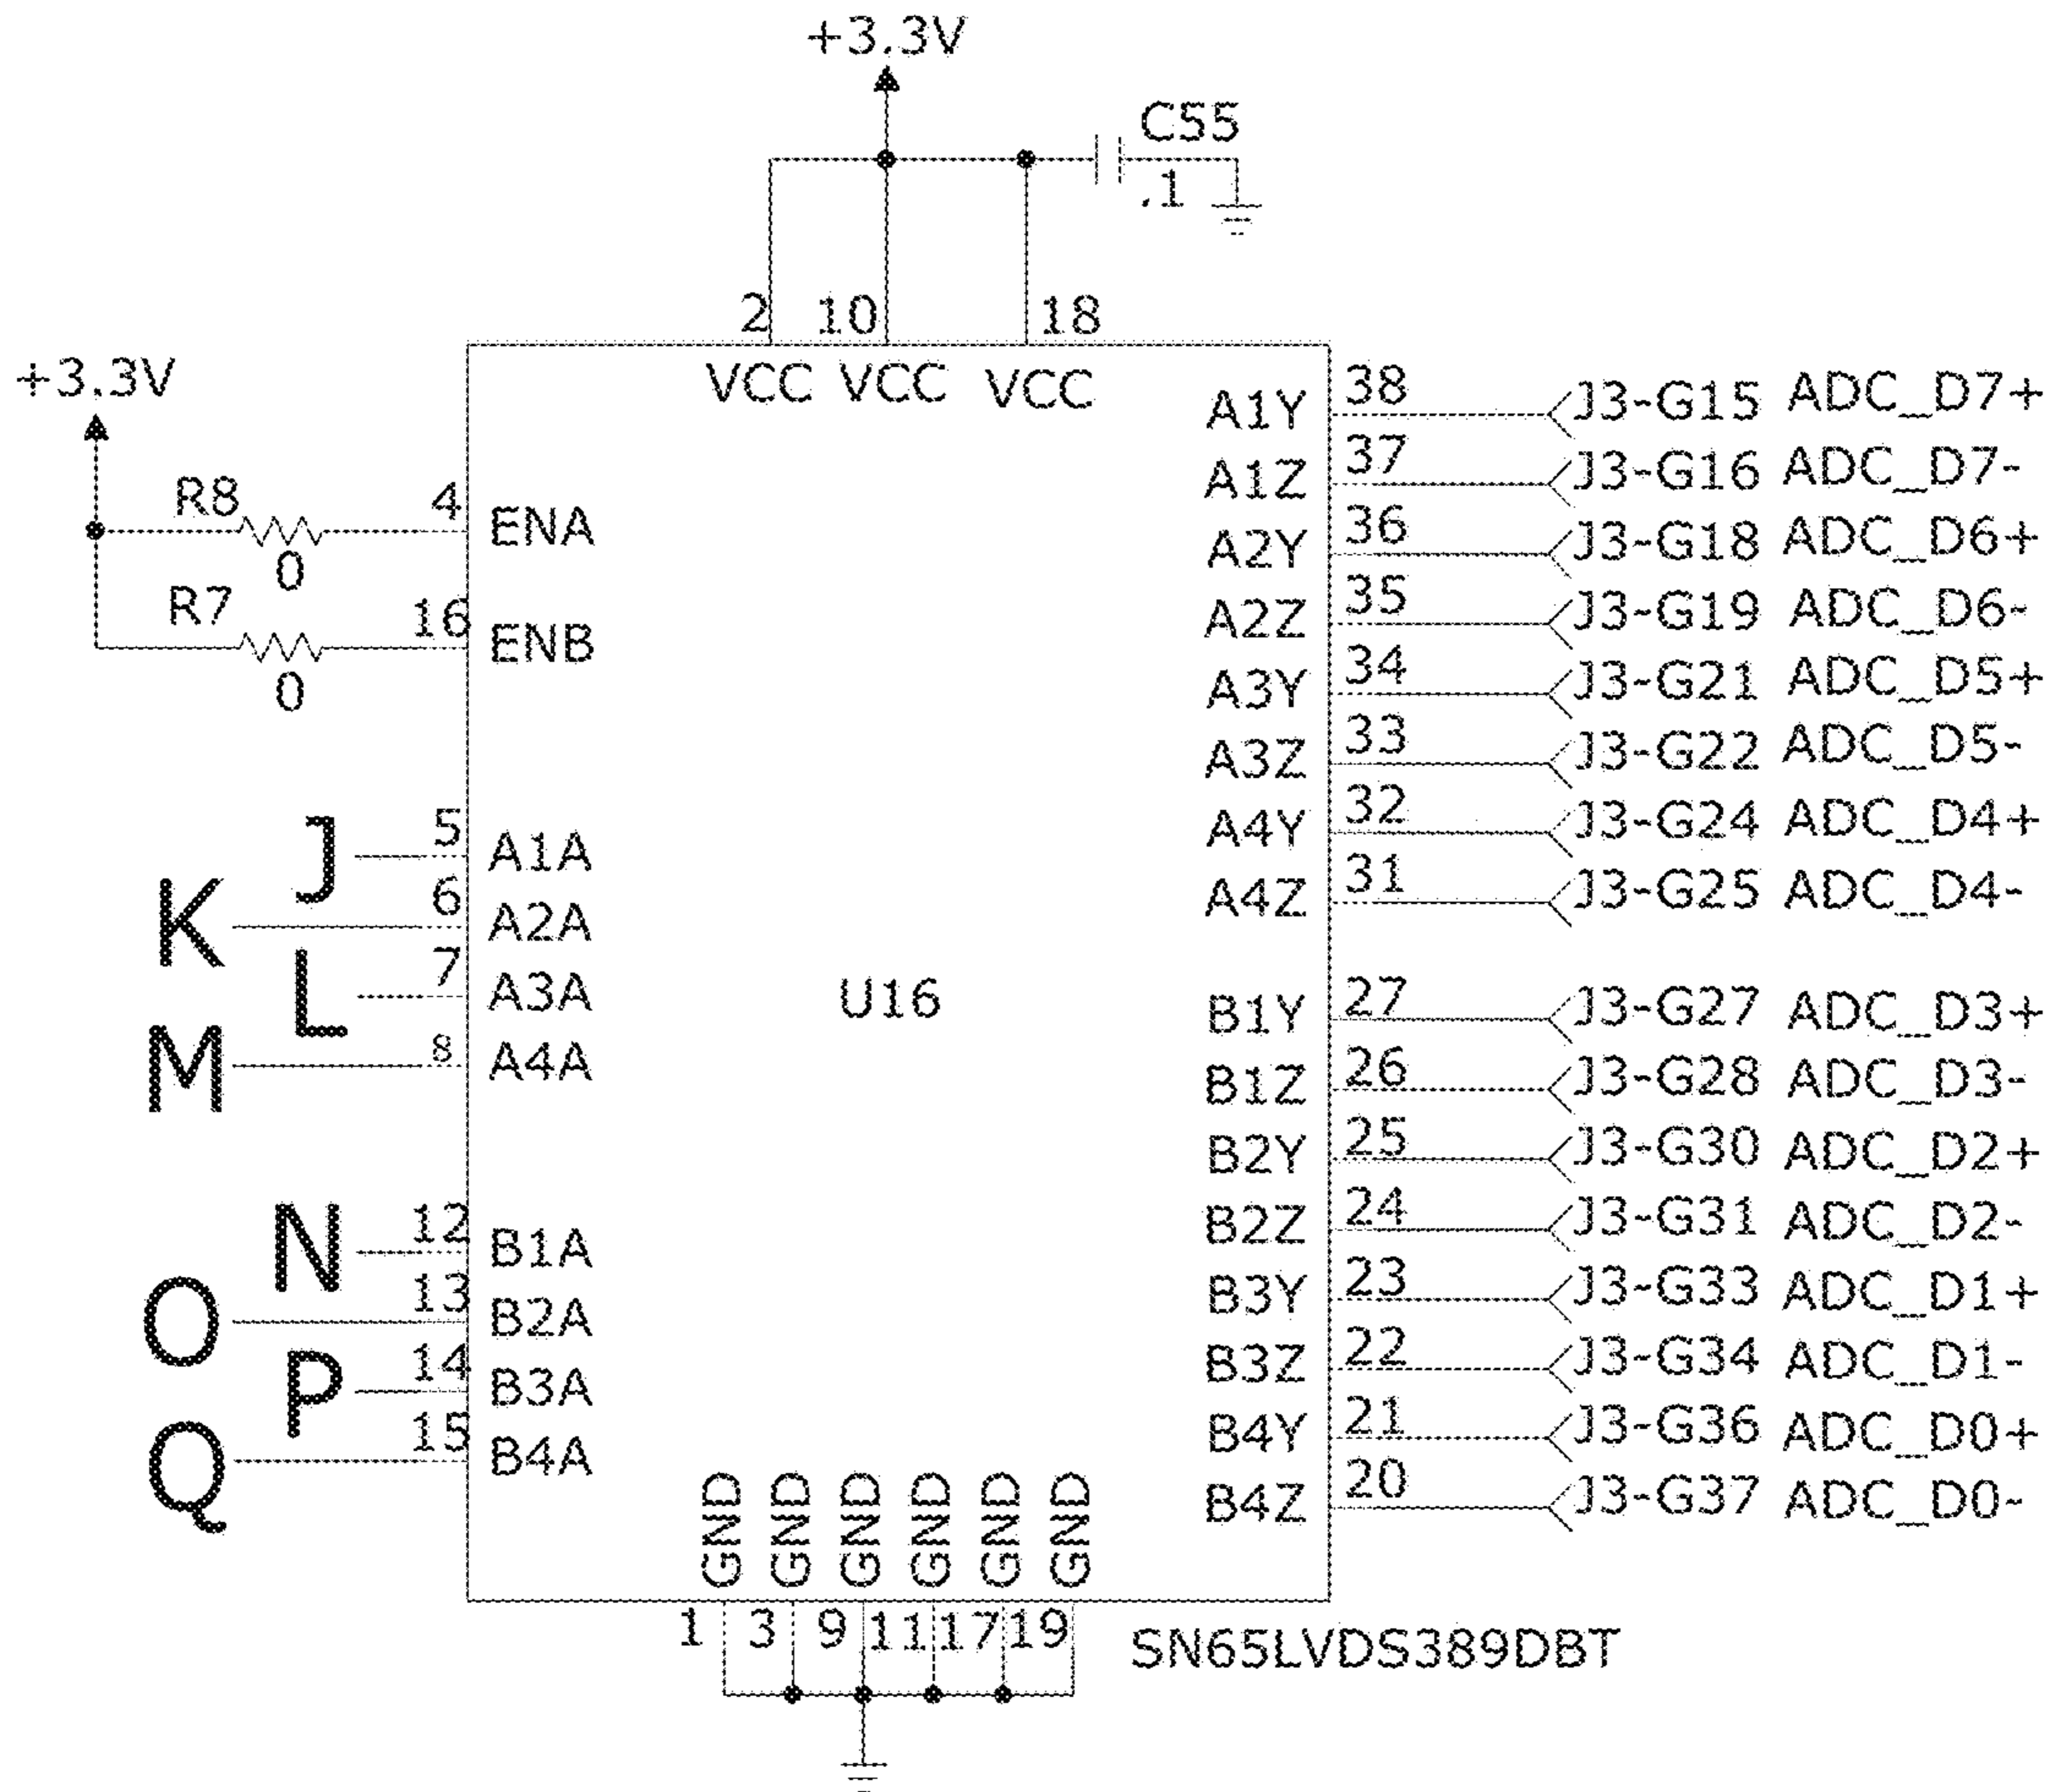 +3.3V
C55
.1
2 10 18
+3.3V
VCC VCC VCC
R8
0
4 ENA
R7
0
16 ENB
A1Y 38 J3-G15 ADC_D7+
A1Z 37 J3-G16 ADC_D7-
A2Y 36 J3-G18 ADC_D6+
A2Z 35 J3-G19 ADC_D6-
A3Y 34 J3-G21 ADC_D5+
A3Z 33 J3-G22 ADC_D5-
A4Y 32 J3-G24 ADC_D4+
A4Z 31 J3-G25 ADC_D4-
J 5 A1A
K 6 A2A
L 7 A3A
M 8 A4A
U16
B1Y 27 J3-G27 ADC_D3+
B1Z 26 J3-G28 ADC_D3-
B2Y 25 J3-G30 ADC_D2+
B2Z 24 J3-G31 ADC_D2-
B3Y 23 J3-G33 ADC_D1+
B3Z 22 J3-G34 ADC_D1-
B4Y 21 J3-G36 ADC_D0+
B4Z 20 J3-G37 ADC_D0-
N 12 B1A
O 13 B2A
P 14 B3A
Q 15 B4A
GND GND GND GND GND GND
1 3 9 11 17 19
SN65LVDS389DBT